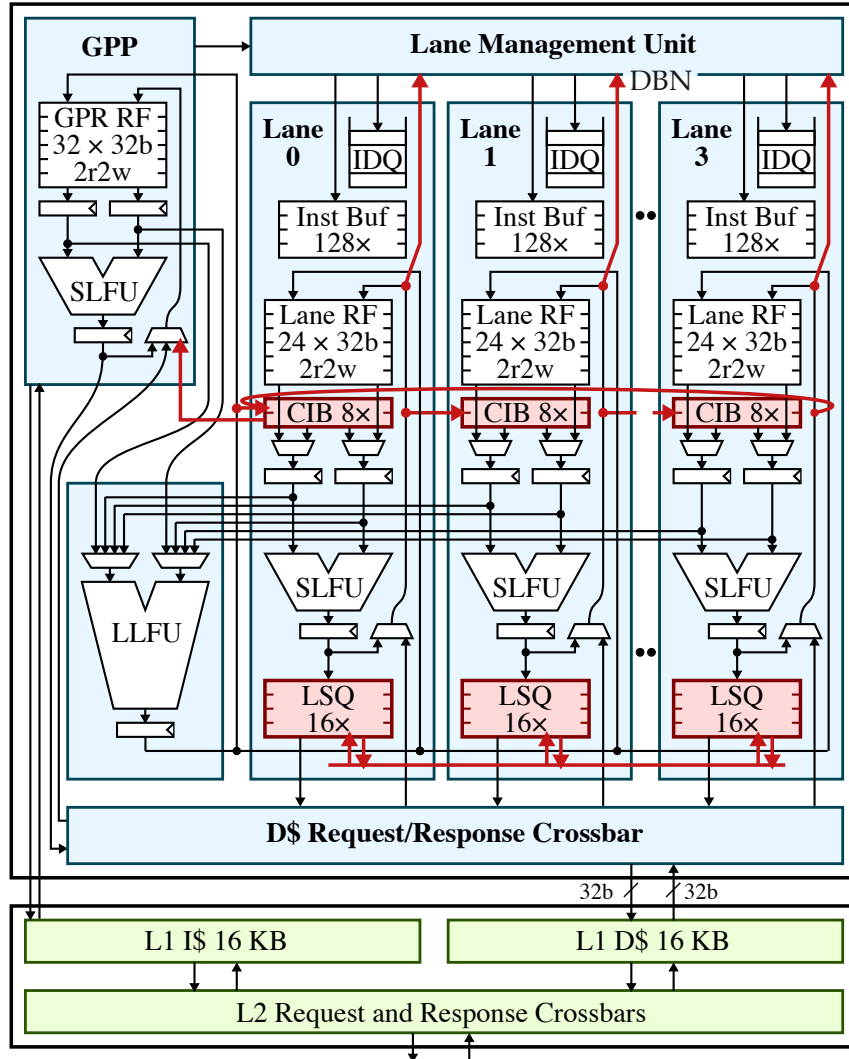 GPP
Lane Management Unit
DBN
GPR RF
32 × 32b
2r2w
SLFU
Lane
0
IDQ
Inst Buf
128×
Lane RF
24 × 32b
2r2w
CIB 8×
SLFU
LSQ
16×
Lane
1
IDQ
Inst Buf
128×
Lane RF
24 × 32b
2r2w
CIB 8×
SLFU
LSQ
16×
Lane
3
IDQ
Inst Buf
128×
Lane RF
24 × 32b
2r2w
CIB 8×
SLFU
LSQ
16×
LLFU
D$ Request/Response Crossbar
32b
32b
L1 I$ 16 KB
L1 D$ 16 KB
L2 Request and Response Crossbars